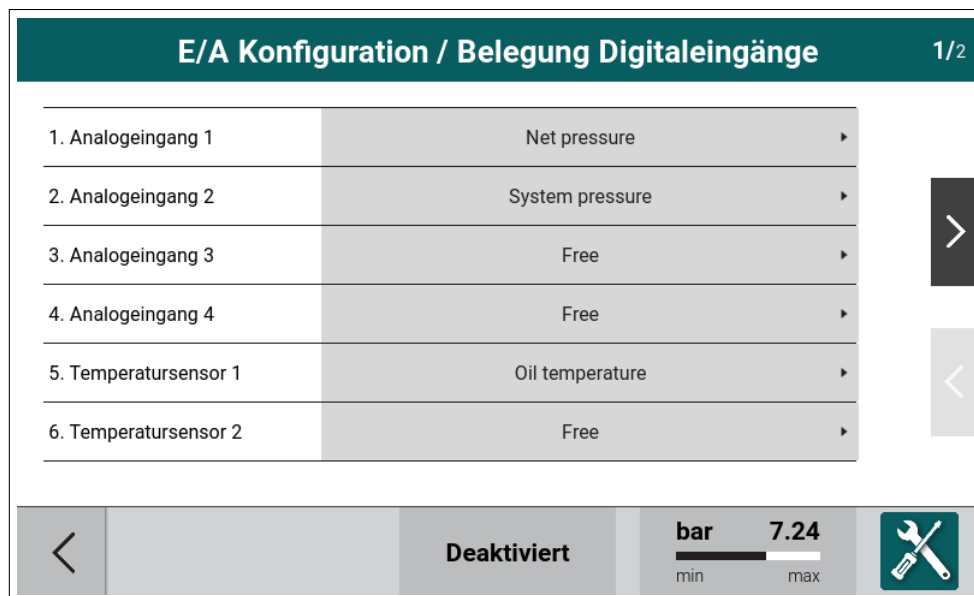 E/A Konfiguration / Belegung Digitaleingänge 1/2
1. Analogeingang 1 Net pressure
2. Analogeingang 2 System pressure
3. Analogeingang 3 Free
4. Analogeingang 4 Free
5. Temperatursensor 1 Oil temperature
6. Temperatursensor 2 Free
Deaktiviert
bar 7.24
min max